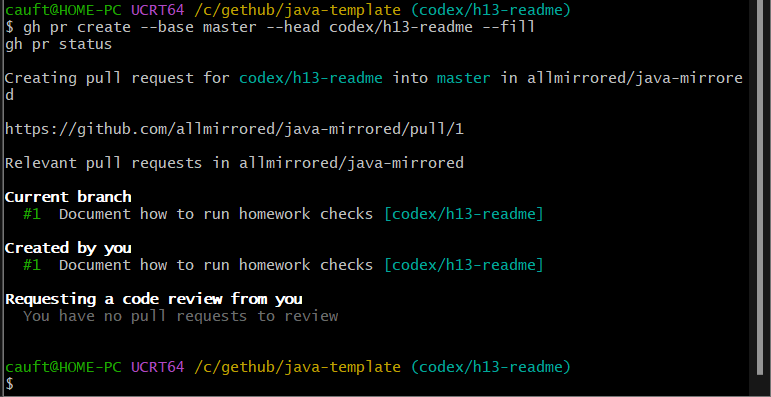 cauft@HOME-PC UCRT64 /c/gethub/java-template (codex/h13-readme)
$ gh pr create --base master --head codex/h13-readme --fill
gh pr status
Creating pull request for codex/h13-readme into master in allmirrored/java-mirrore
d
https://github.com/allmirrored/java-mirrored/pull/1
Relevant pull requests in allmirrored/java-mirrored
Current branch
#1  Document how to run homework checks [codex/h13-readme]
Created by you
#1  Document how to run homework checks [codex/h13-readme]
Requesting a code review from you
You have no pull requests to review
cauft@HOME-PC UCRT64 /c/gethub/java-template (codex/h13-readme)
$